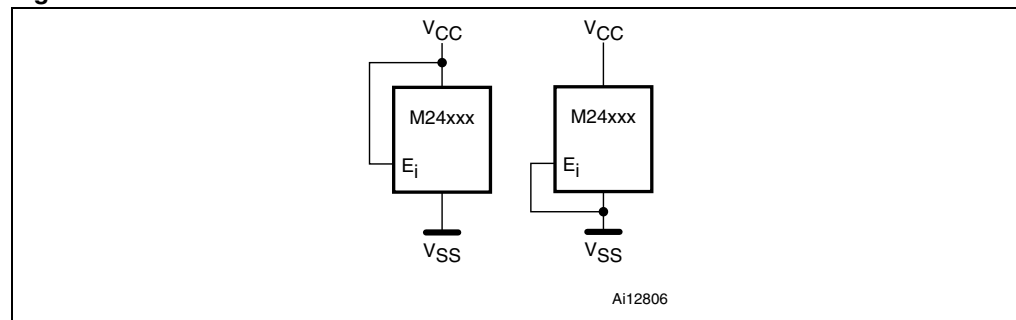 VCC VCC
M24xxx M24xxx
Ei Ei
VSS VSS
Ai12806